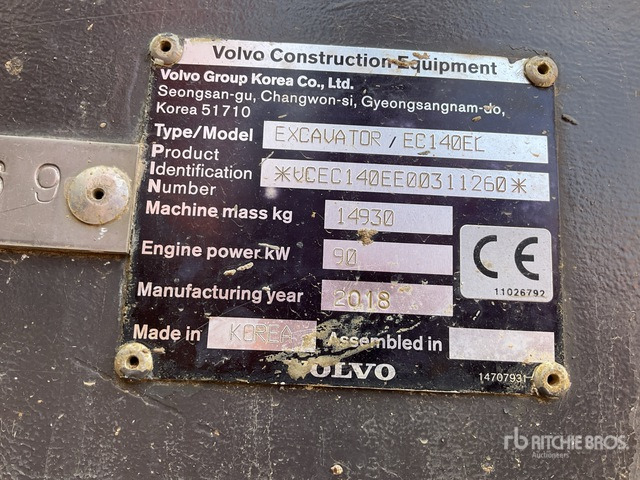 Volvo Construction Equipment
Volvo Group Korea Co., Ltd.
Seongsan-gu, Changwon-si, Gyeongsangnam-do,
Korea 51710
Type/Model EXCAVATOR / EC140EL
Product
Identification *VCEC140EE00311260*
Number
Machine mass kg 14930
Engine power kW 90
Manufacturing year 2018
CE
11026792
Made in KOREA Assembled in
VOLVO
14707931
69
rb RITCHIE BROS.
Auctioneers